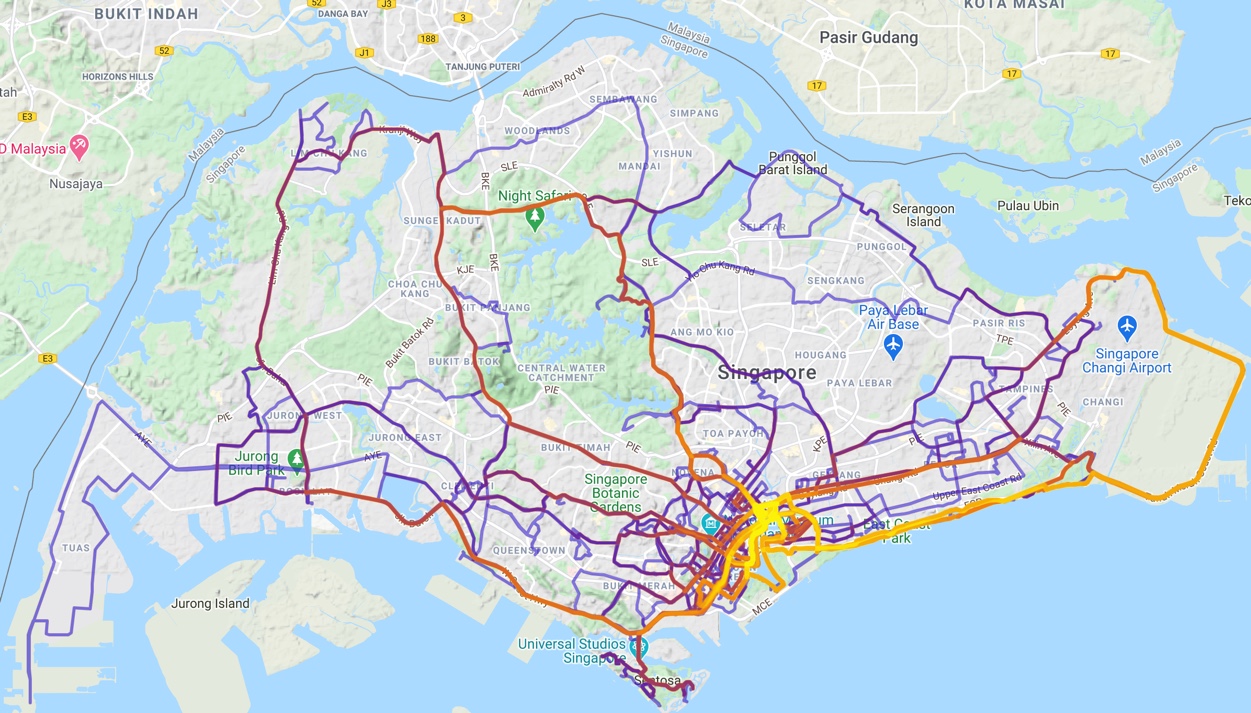 BUKIT INDAH
52
J3
DANGA BAY
3
KOTA MASAI
188
Malaysia
Singapore
Pasir Gudang
52
J1
17
TANJUNG PUTERI
HORIZONS HILLS
17
Admiralty Rd W
17
SEMBAWANG
SIMPANG
E3
Kranji Way
WOODLANDS
D Malaysia
Malaysia
Singapore
LIM CHU KANG
YISHUN
Punggol
Barat Island
Malaysia
Singapore
SLE
MANDAI
Nusajaya
BKE
Night Safari
Pulau Ubin
Serangoon
Island
SUNGEI KADUT
SELETAR
PUNGGOL
Lim Chu Kang Rd
BKE
SLE
KJE
Yio Chu Kang Rd
SENGKANG
CHOA CHU
KANG
BUKIT PANJANG
Paya Lebar
Air Base
PASIR RIS
ANG MO KIO
Bukit Batok Rd
TPE
E3
BUKIT BATOK
HOUGANG
Singapore
Changi Airport
CENTRAL WATER
CATCHMENT
Singapore
PIE
PAYA LEBAR
PIE
TAMPINES
CHANGI
PIE
JURONG WEST
PIE
TOA PAYOH
AYE
JURONG EAST
KPE
PIE
BUKIT TIMAH
PIE
Jurong
Bird Park
AYE
NOVENA
GEYLANG
Singapore
Botanic
Gardens
CLEMENTI
Upper East Coast Rd
ECP
East Coast
Park
TUAS
QUEENSTOWN
BUKIT MERAH
Jurong Island
MCE
Universal Studios
Singapore
Sentosa